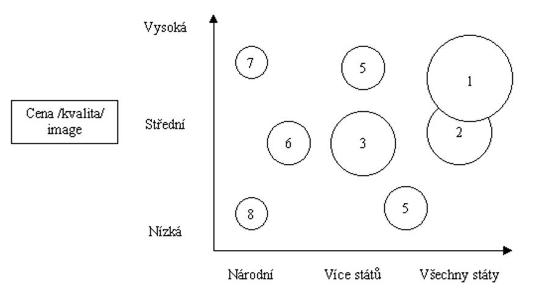 Vysoká
7
5
1
Cena /kvalita/
image
Střední
6
3
2
8
5
Nízká
Národní
Více států
Všechny státy